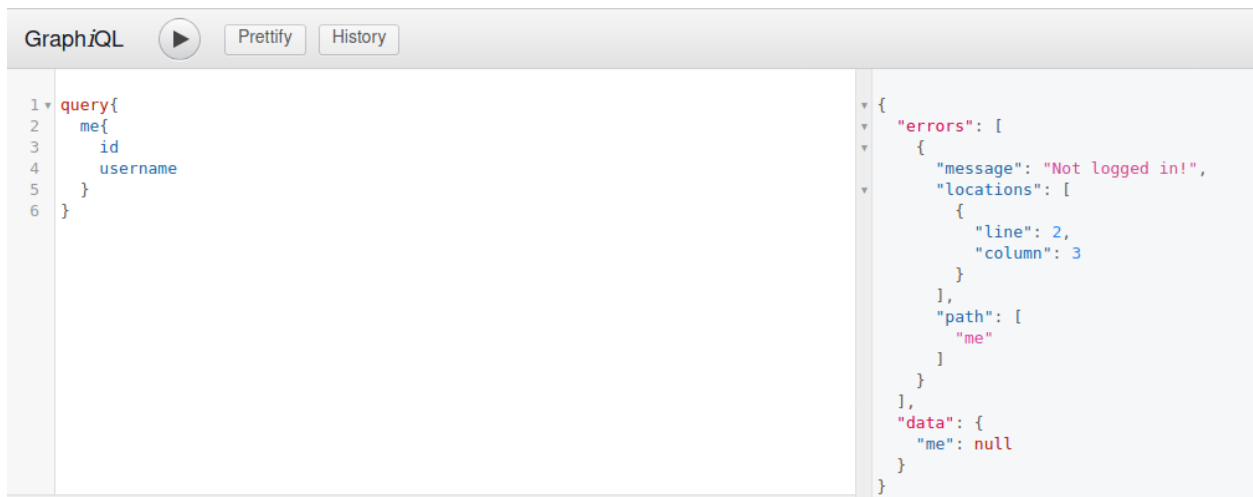 GraphiQL Prettify History
1 query{
2   me{
3     id
4     username
5   }
6 }
{
  "errors": [
    {
      "message": "Not logged in!",
      "locations": [
        {
          "line": 2,
          "column": 3
        }
      ],
      "path": [
        "me"
      ]
    }
  ],
  "data": {
    "me": null
  }
}